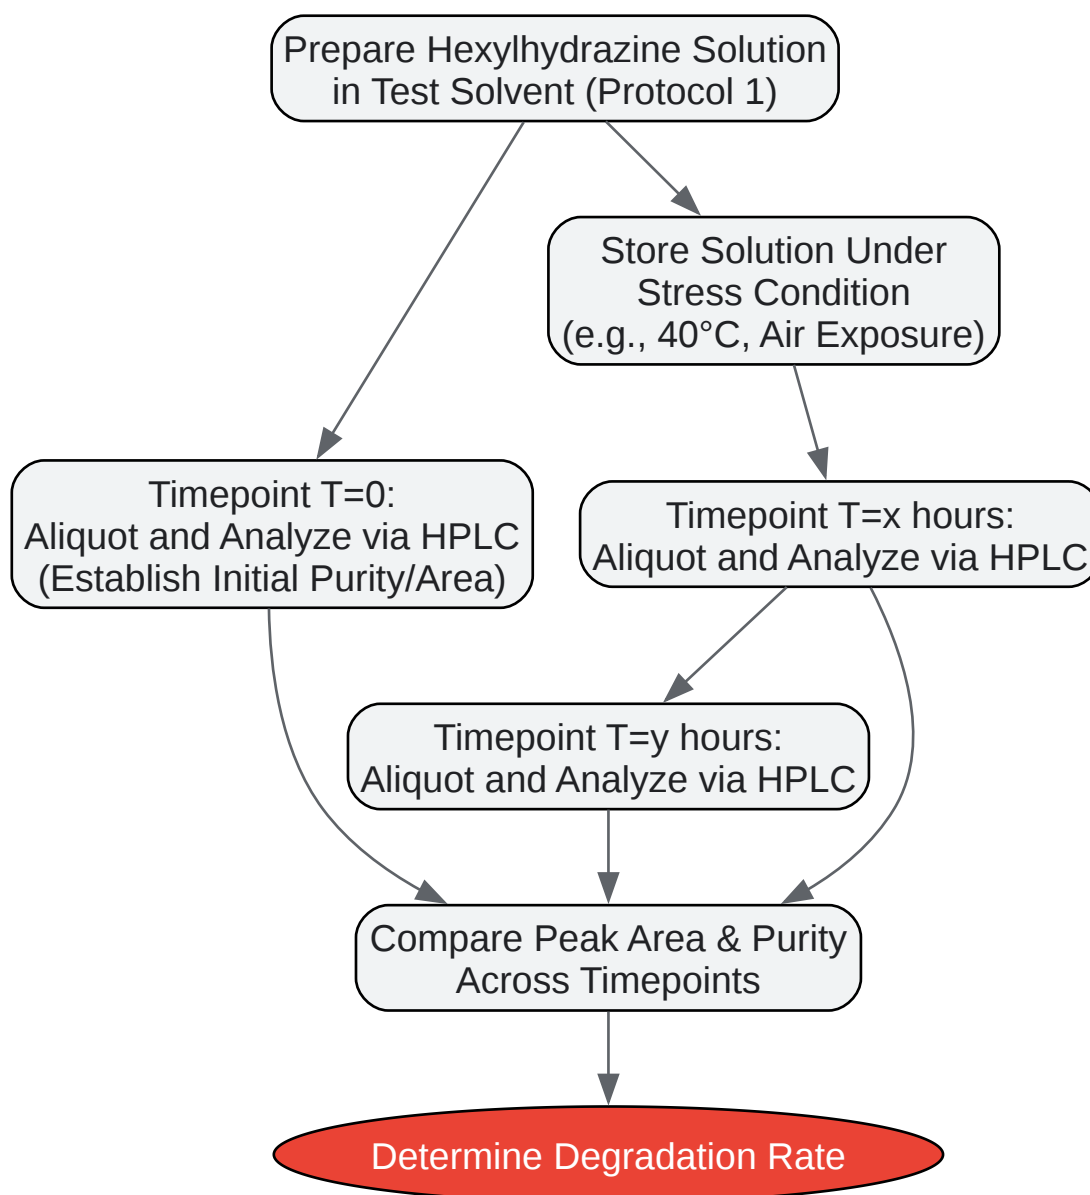 Prepare Hexylhydrazine Solution
in Test Solvent (Protocol 1)
Store Solution Under
Stress Condition
(e.g., 40°C, Air Exposure)
Timepoint T=0:
Aliquot and Analyze via HPLC
(Establish Initial Purity/Area)
Timepoint T=x hours:
Aliquot and Analyze via HPLC
Timepoint T=y hours:
Aliquot and Analyze via HPLC
Compare Peak Area & Purity
Across Timepoints
Determine Degradation Rate